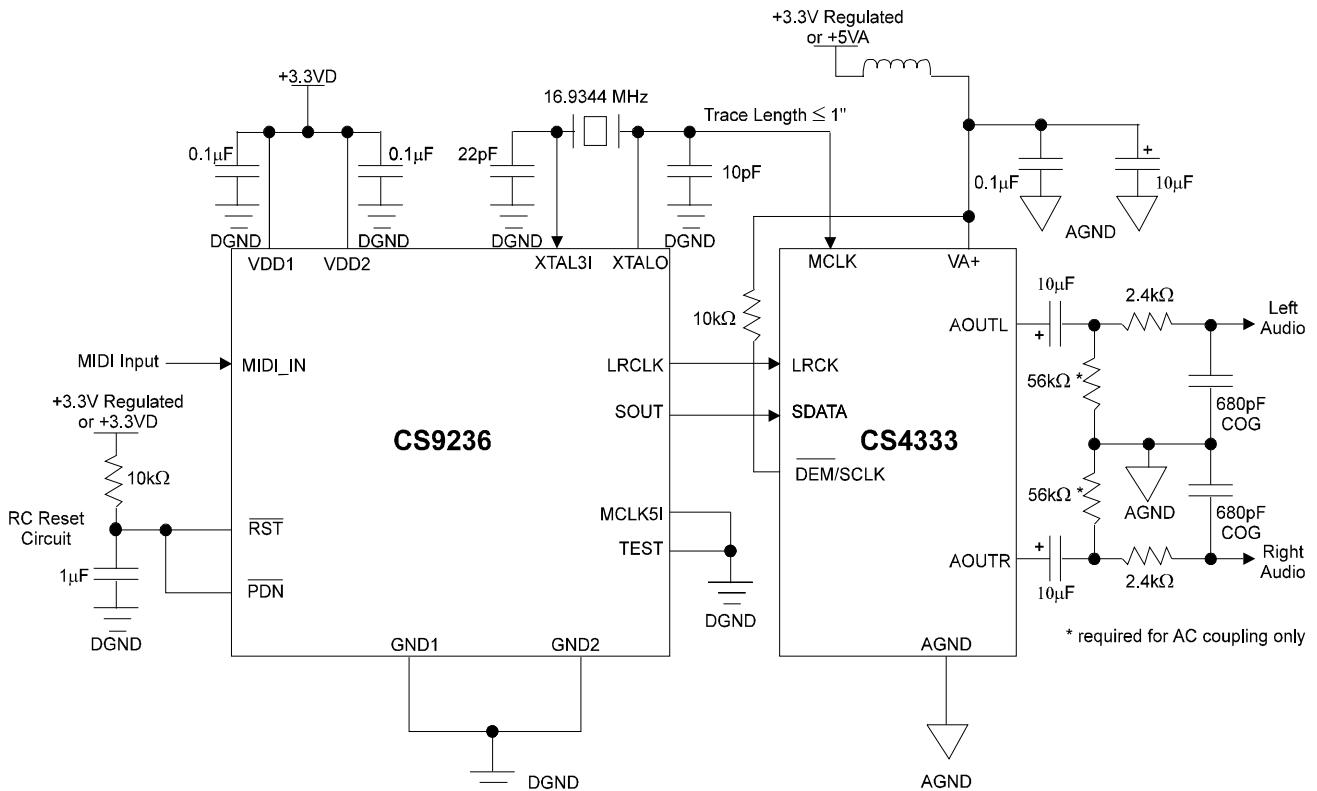 +3.3V Regulated
or +5VA
+3.3VD
16.9344 MHz
Trace Length ≤ 1"
0.1µF
0.1µF
22pF
10pF
0.1µF
10µF
+
DGND
DGND
DGND
DGND
AGND
VDD1
VDD2
XTAL3I
XTALO
MCLK
VA+
10µF
2.4kΩ
Left
Audio
10kΩ
AOUTL
+
MIDI Input
MIDI_IN
LRCLK
LRCK
56kΩ *
+3.3V Regulated
or +3.3VD
SOUT
SDATA
680pF
COG
CS9236
CS4333
10kΩ
DEM/SCLK
56kΩ *
AGND
680pF
COG
RC Reset
Circuit
RST
MCLK5I
TEST
AOUTR
+
Right
Audio
1µF
PDN
10µF
2.4kΩ
DGND
DGND
* required for AC coupling only
GND1
GND2
AGND
DGND
AGND